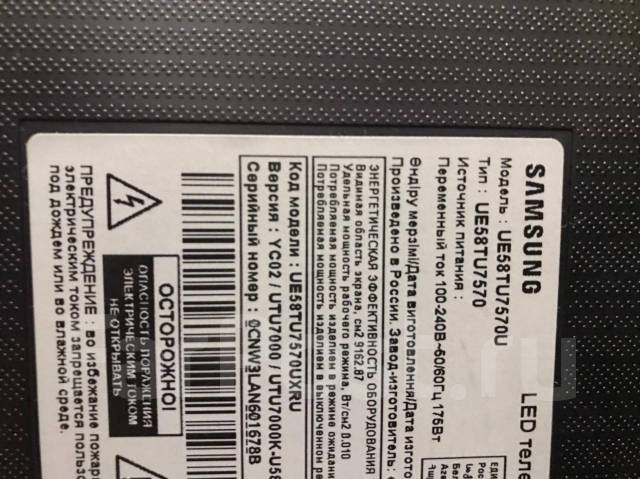 SAMSUNG
LED теле
Модель : UE58TU7570U
Тип : UE58TU7570
Источник питания :
Переменный ток 100-240В~50/60Гц 175Вт
Өндіру мерзімі/Дата изготовления/Дата изгото
Произведено в России. Завод-изготовитель:
ЭНЕРГЕТИЧЕСКАЯ ЭФФЕКТИВНОСТЬ ОБОРУДОВАНИЯ
Видимая область экрана, см2 9162.87
Удельная мощность рабочего режима, Вт/см2 0.010
Потребляемая мощность изделием в режиме ожидания
Потребляемая мощность изделием в выключенном ре
Код модели : UE58TU7570UXRU
Версия : YC02 / UTU7000 / UTU7000K-U58
Серийный номер : 0CNW3LAN601678B
ОСТОРОЖНО!
ОПАСНОСТЬ ПОРАЖЕНИЯ
ЭЛЕКТРИЧЕСКИМ ТОКОМ
НЕ ОТКРЫВАТЬ
ПРЕДУПРЕЖДЕНИЕ : во избежание пожара
электрическим током запрещается пользо
под дождем или во влажной среде.